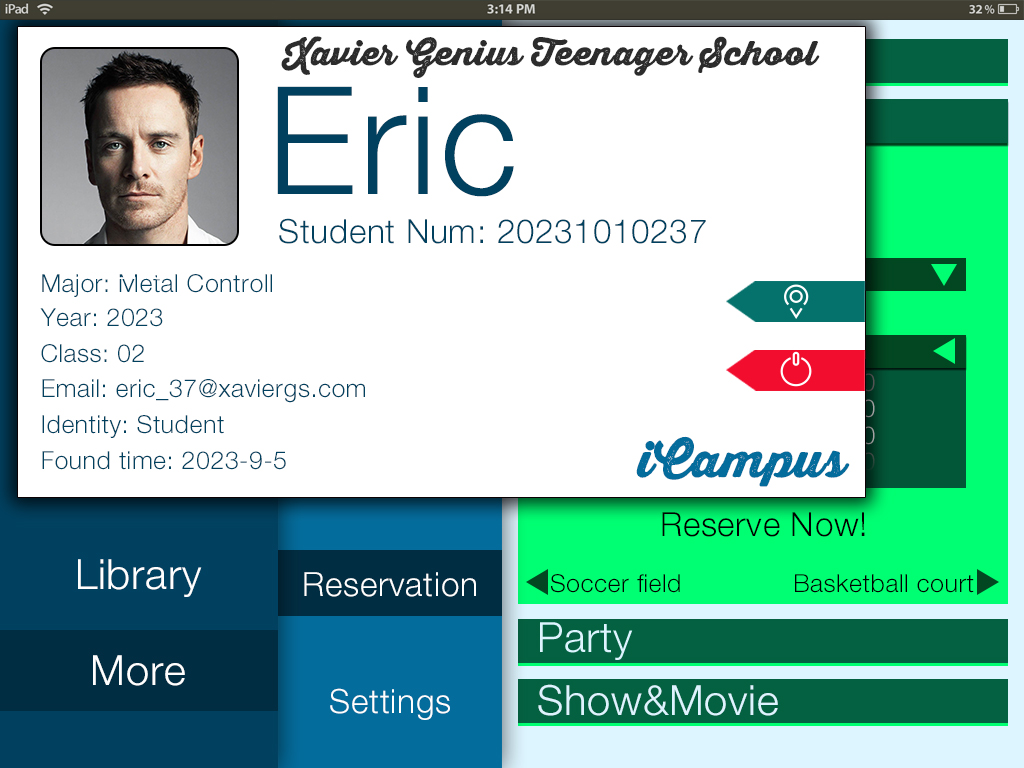 iPad 3:14 PM 32 %
Xavier Genius Teenager School
Eric
Student Num: 20231010237
Major: Metal Controll
Year: 2023
Class: 02
Email: eric_37@xaviergs.com
Identity: Student
Found time: 2023-9-5
iCampus
Library
More
Reservation
Settings
Reserve Now!
Soccer field Basketball court
Party
Show&Movie